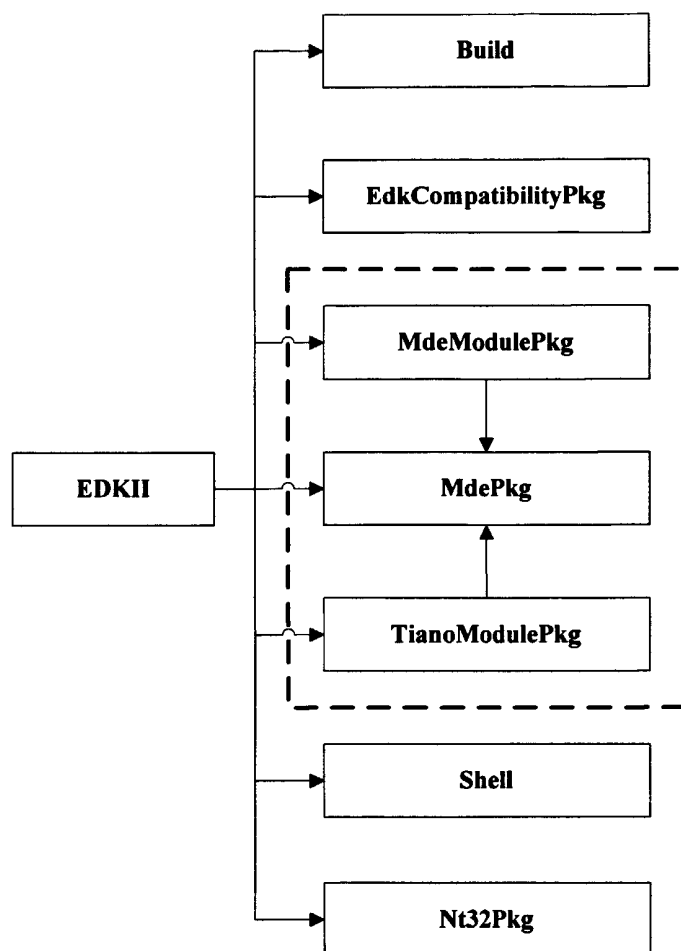 Build
EdkCompatibilityPkg
MdeModulePkg
EDKII
MdePkg
TianoModulePkg
Shell
Nt32Pkg